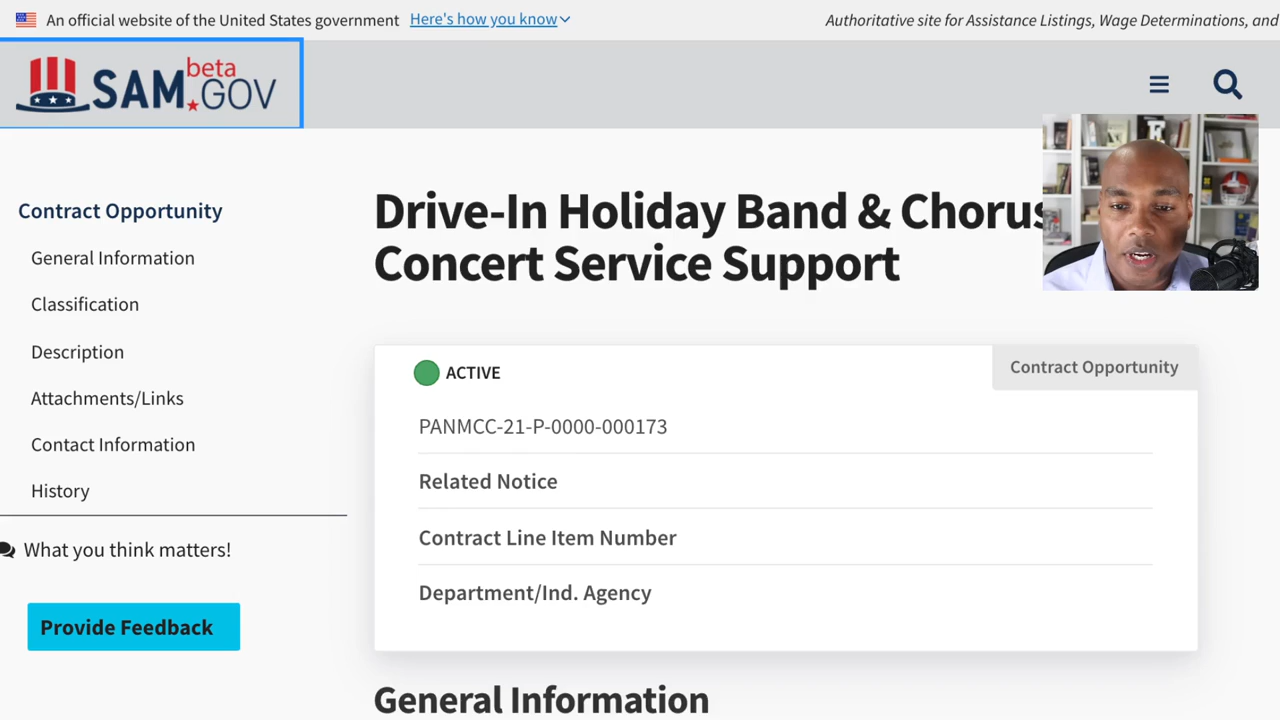 An official website of the United States government Here's how you know
Authoritative site for Assistance Listings, Wage Determinations, and
SAM.GOV beta
Contract Opportunity
General Information
Classification
Description
Attachments/Links
Contact Information
History
What you think matters!
Provide Feedback
Drive-In Holiday Band & Chorus
Concert Service Support
ACTIVE
Contract Opportunity
PANMCC-21-P-0000-000173
Related Notice
Contract Line Item Number
Department/Ind. Agency
General Information